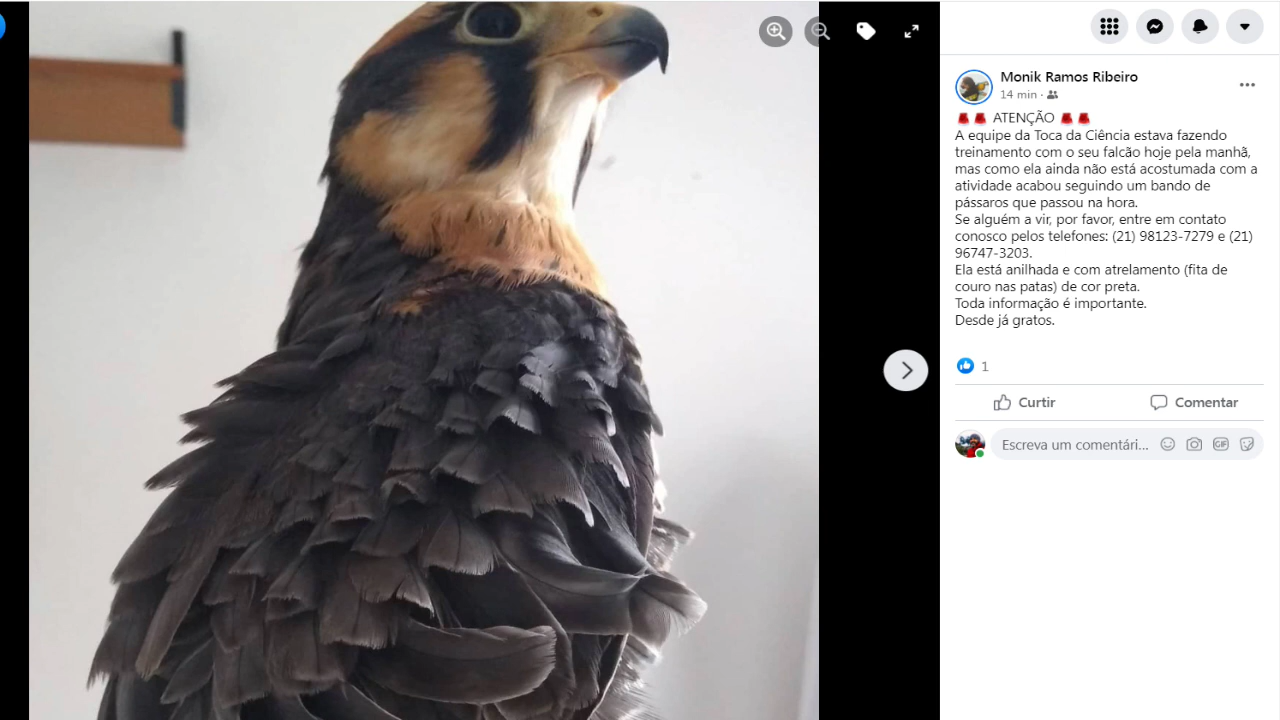 Monik Ramos Ribeiro
14 min ·
ATENÇÃO
A equipe da Toca da Ciência estava fazendo
treinamento com o seu falcão hoje pela manhã,
mas como ela ainda não está acostumada com a
atividade acabou seguindo um bando de
pássaros que passou na hora.
Se alguém a vir, por favor, entre em contato
conosco pelos telefones: (21) 98123-7279 e (21)
96747-3203.
Ela está anilhada e com atrelamento (fita de
couro nas patas) de cor preta.
Toda informação é importante.
Desde já gratos.
1
Curtir Comentar
Escreva um comentári... GIF